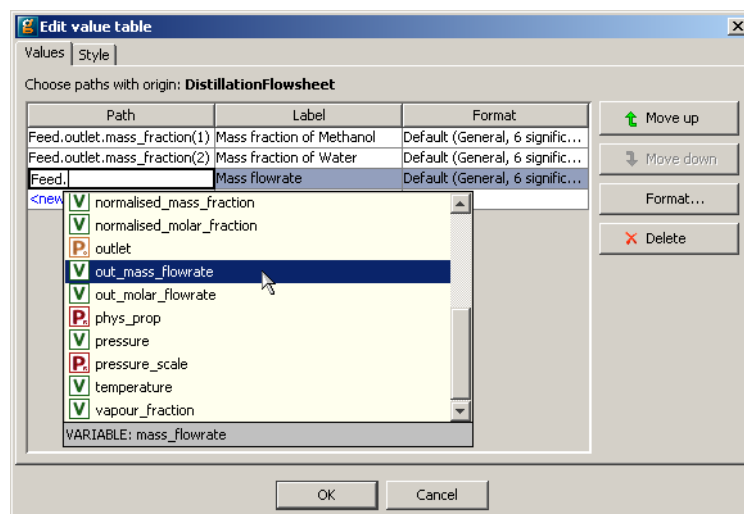 Edit value table
Values Style
Choose paths with origin: DistillationFlowsheet
Path Label Format
Feed.outlet.mass_fraction(1) Mass fraction of Methanol Default (General, 6 signific...
Feed.outlet.mass_fraction(2) Mass fraction of Water Default (General, 6 signific...
Feed. Mass flowrate Default (General, 6 signific...
<new
V normalised_mass_fraction
V normalised_molar_fraction
P outlet
V out_mass_flowrate
V out_molar_flowrate
P phys_prop
V pressure
P pressure_scale
V temperature
V vapour_fraction
VARIABLE: mass_flowrate
Move up
Move down
Format...
Delete
OK Cancel